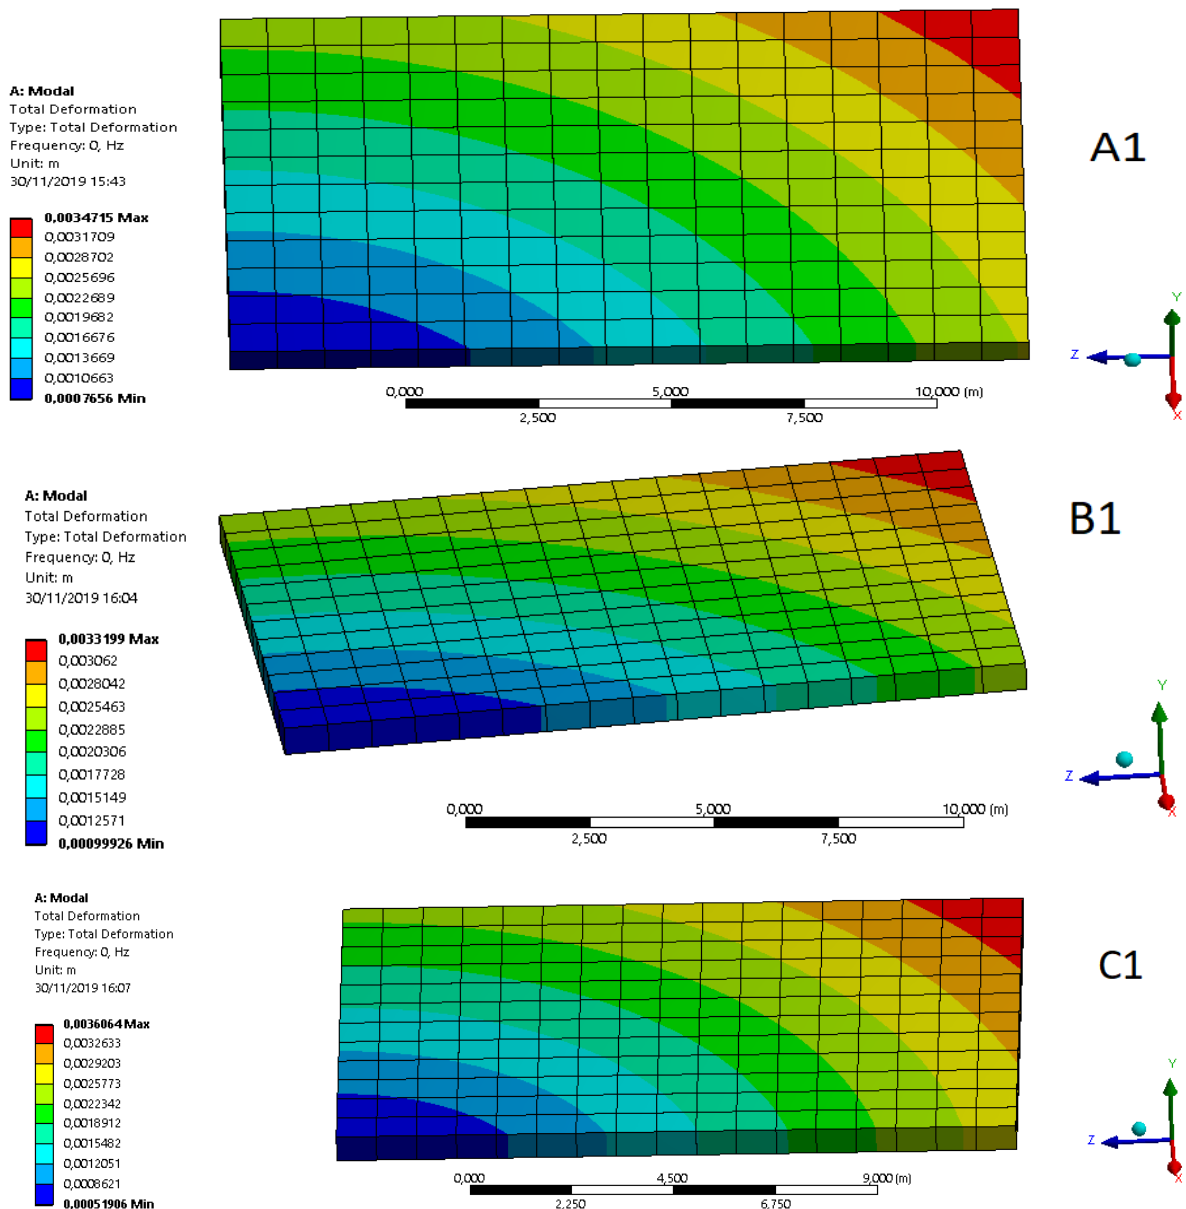 A: Modal
Total Deformation
Type: Total Deformation
Frequency: 0, Hz
Unit: m
30/11/2019 15:43
0,0034715 Max
0,0031709
0,0028702
0,0025696
0,0022689
0,0019682
0,0016676
0,0013669
0,0010663
0,0007656 Min
A1
Y
Z
X
0,000 5,000 10,000 (m)
2,500 7,500
A: Modal
Total Deformation
Type: Total Deformation
Frequency: 0, Hz
Unit: m
30/11/2019 16:04
0,0033199 Max
0,003062
0,0028042
0,0025463
0,0022885
0,0020306
0,0017728
0,0015149
0,0012571
0,00099926 Min
B1
Y
Z
X
0,000 5,000 10,000 (m)
2,500 7,500
A: Modal
Total Deformation
Type: Total Deformation
Frequency: 0, Hz
Unit: m
30/11/2019 16:07
0,0036064 Max
0,0032633
0,0029203
0,0025773
0,0022342
0,0018912
0,0015482
0,0012051
0,0008621
0,00051906 Min
C1
Y
Z
X
0,000 4,500 9,000 (m)
2,250 6,750